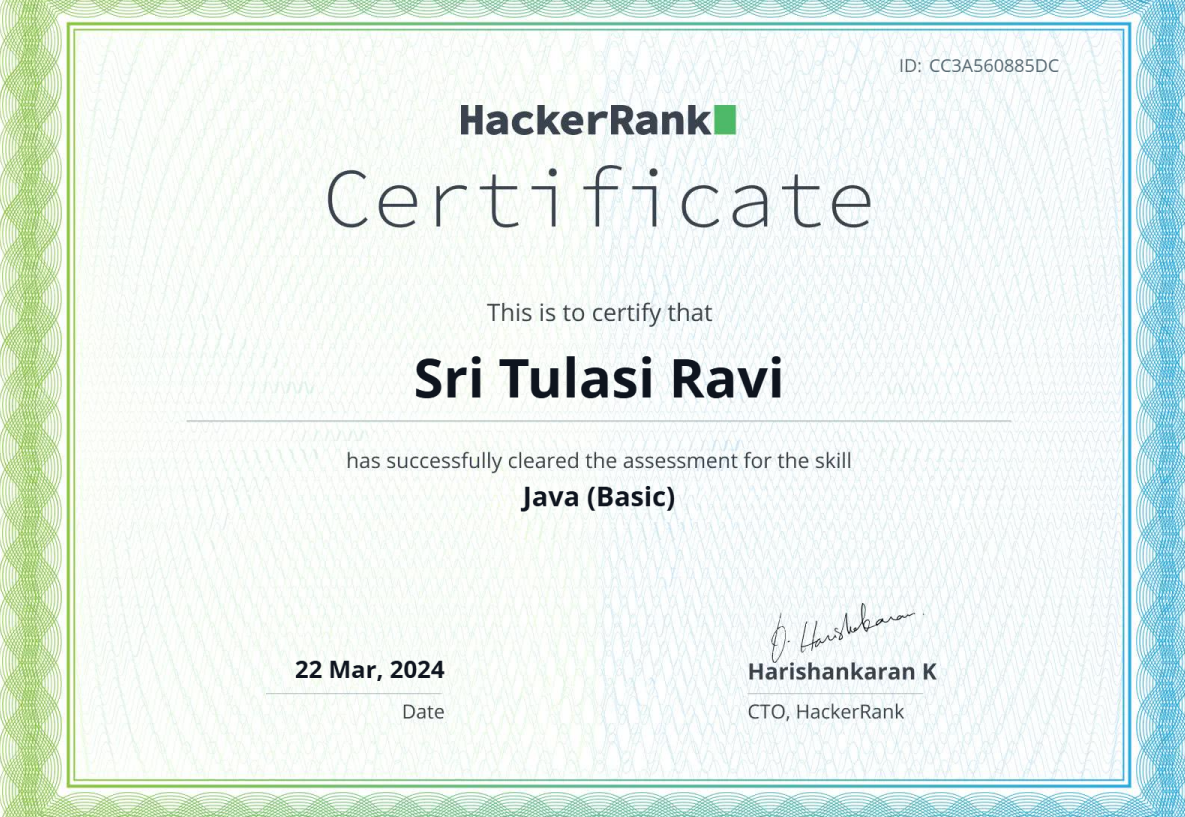 ID: CC3A560885DC
HackerRank
Certificate
This is to certify that
Sri Tulasi Ravi
has successfully cleared the assessment for the skill
Java (Basic)
22 Mar, 2024
Date
Harishankaran K
CTO, HackerRank